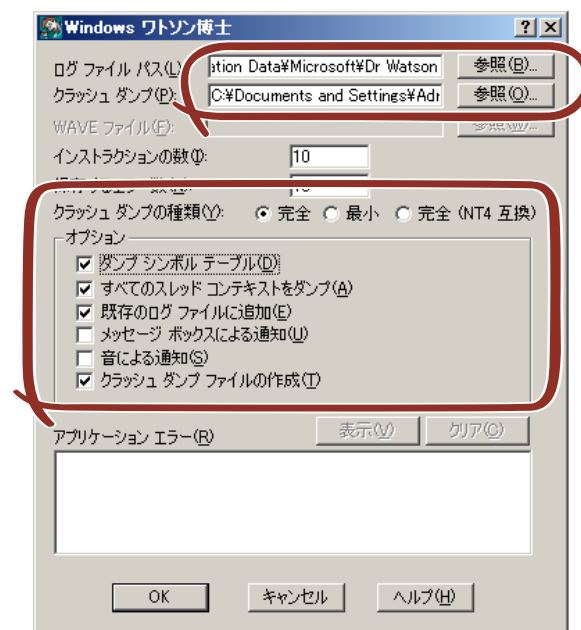 Windows ワトソン博士
ログ ファイル パス(L) ation Data¥Microsoft¥Dr Watson 参照(B)...
クラッシュ ダンプ(P): C:¥Documents and Settings¥Adr 参照(O)...
WAVE ファイル(F): 参照(W)...
インストラクションの数(I): 10
クラッシュ ダンプの種類(Y): 完全 最小 完全 (NT4 互換)
オプション
ダンプ シンボル テーブル(D)
すべてのスレッド コンテキストをダンプ(A)
既存のログ ファイルに追加(E)
メッセージ ボックスによる通知(U)
音による通知(S)
クラッシュ ダンプ ファイルの作成(T)
アプリケーション エラー(R) 表示(V) クリア(C)
OK キャンセル ヘルプ(H)